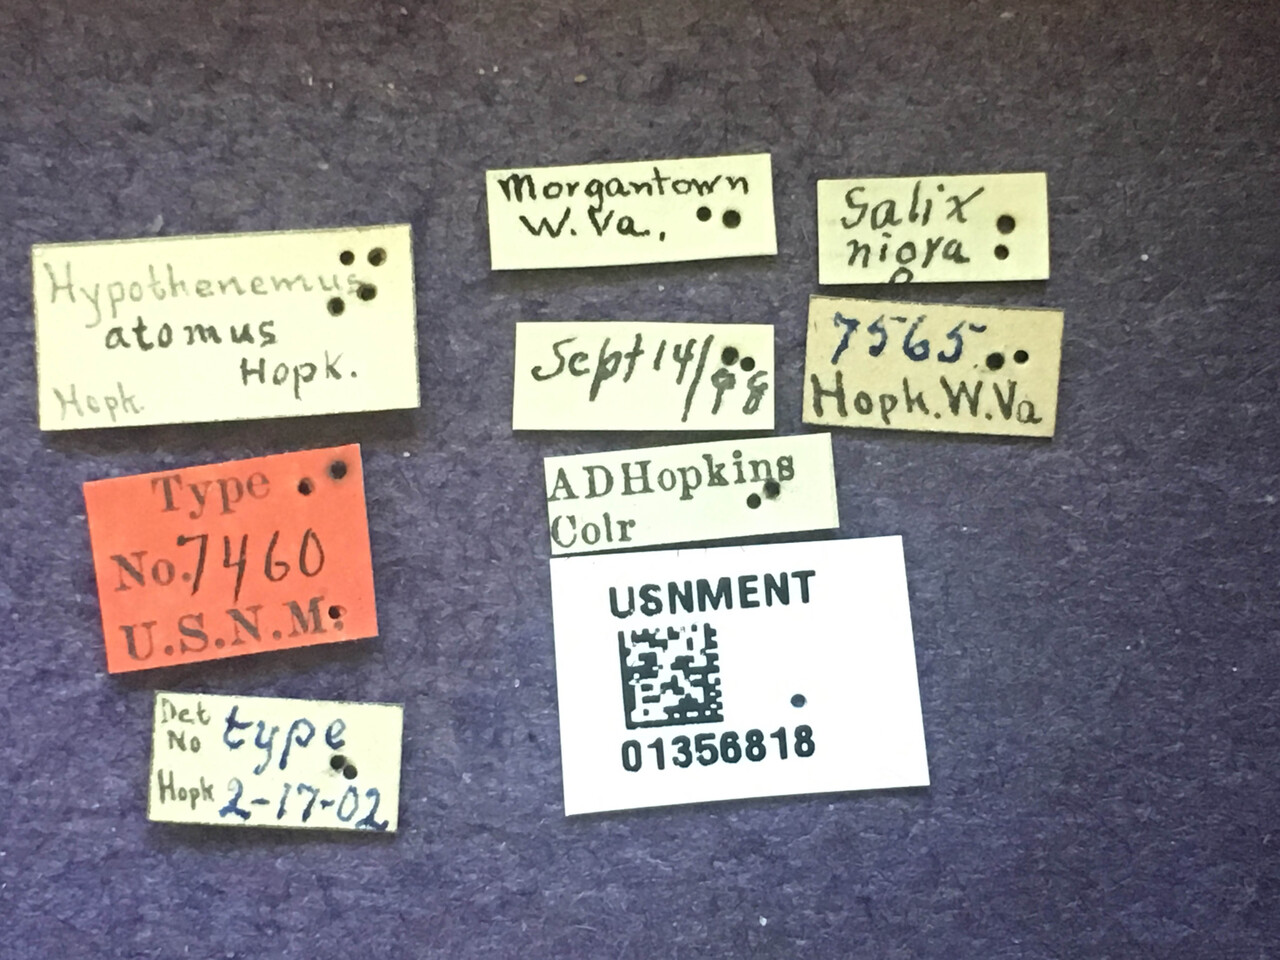 Hypothenemus
atomus
Hopk.
Hopk.
Type
No. 7460
U.S.N.M.
Det
No type
Hopk 2-17-02
Morgantown
W. Va.
Sept 14/98
ADHopkins
Colr
USNMENT
01356818
Salix
nigra
7565
Hopk. W. Va